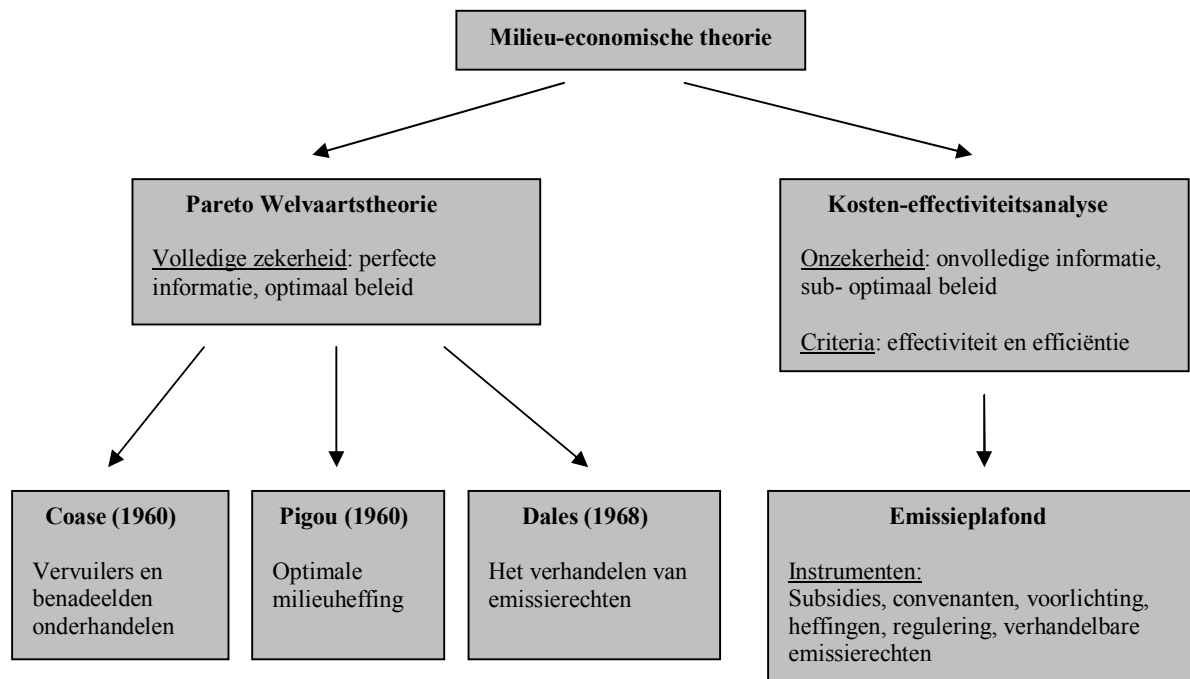 Milieu-economische theorie
Pareto Welvaartstheorie
Volledige zekerheid: perfecte
informatie, optimaal beleid
Kosten-effectiviteitsanalyse
Onzekerheid: onvolledige informatie,
sub- optimaal beleid
Criteria: effectiviteit en efficiëntie
Coase (1960)
Vervuilers en
benadeelden
onderhandelen
Pigou (1960)
Optimale
milieuheffing
Dales (1968)
Het verhandelen van
emissierechten
Emissieplafond
Instrumenten:
Subsidies, convenanten, voorlichting,
heffingen, regulering, verhandelbare
emissierechten